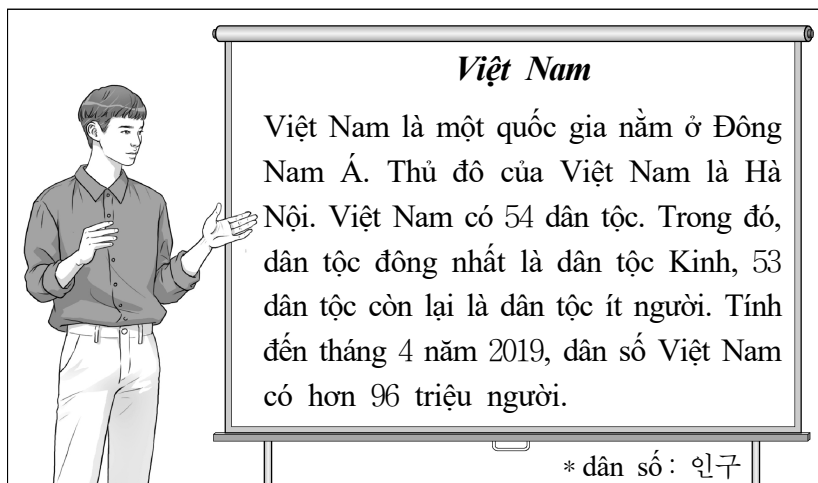 Việt Nam
Việt Nam là một quốc gia nằm ở Đông
Nam Á. Thủ đô của Việt Nam là Hà
Nội. Việt Nam có 54 dân tộc. Trong đó,
dân tộc đông nhất là dân tộc Kinh, 53
dân tộc còn lại là dân tộc ít người. Tính
đến tháng 4 năm 2019, dân số Việt Nam
có hơn 96 triệu người.
* dân số : 인구